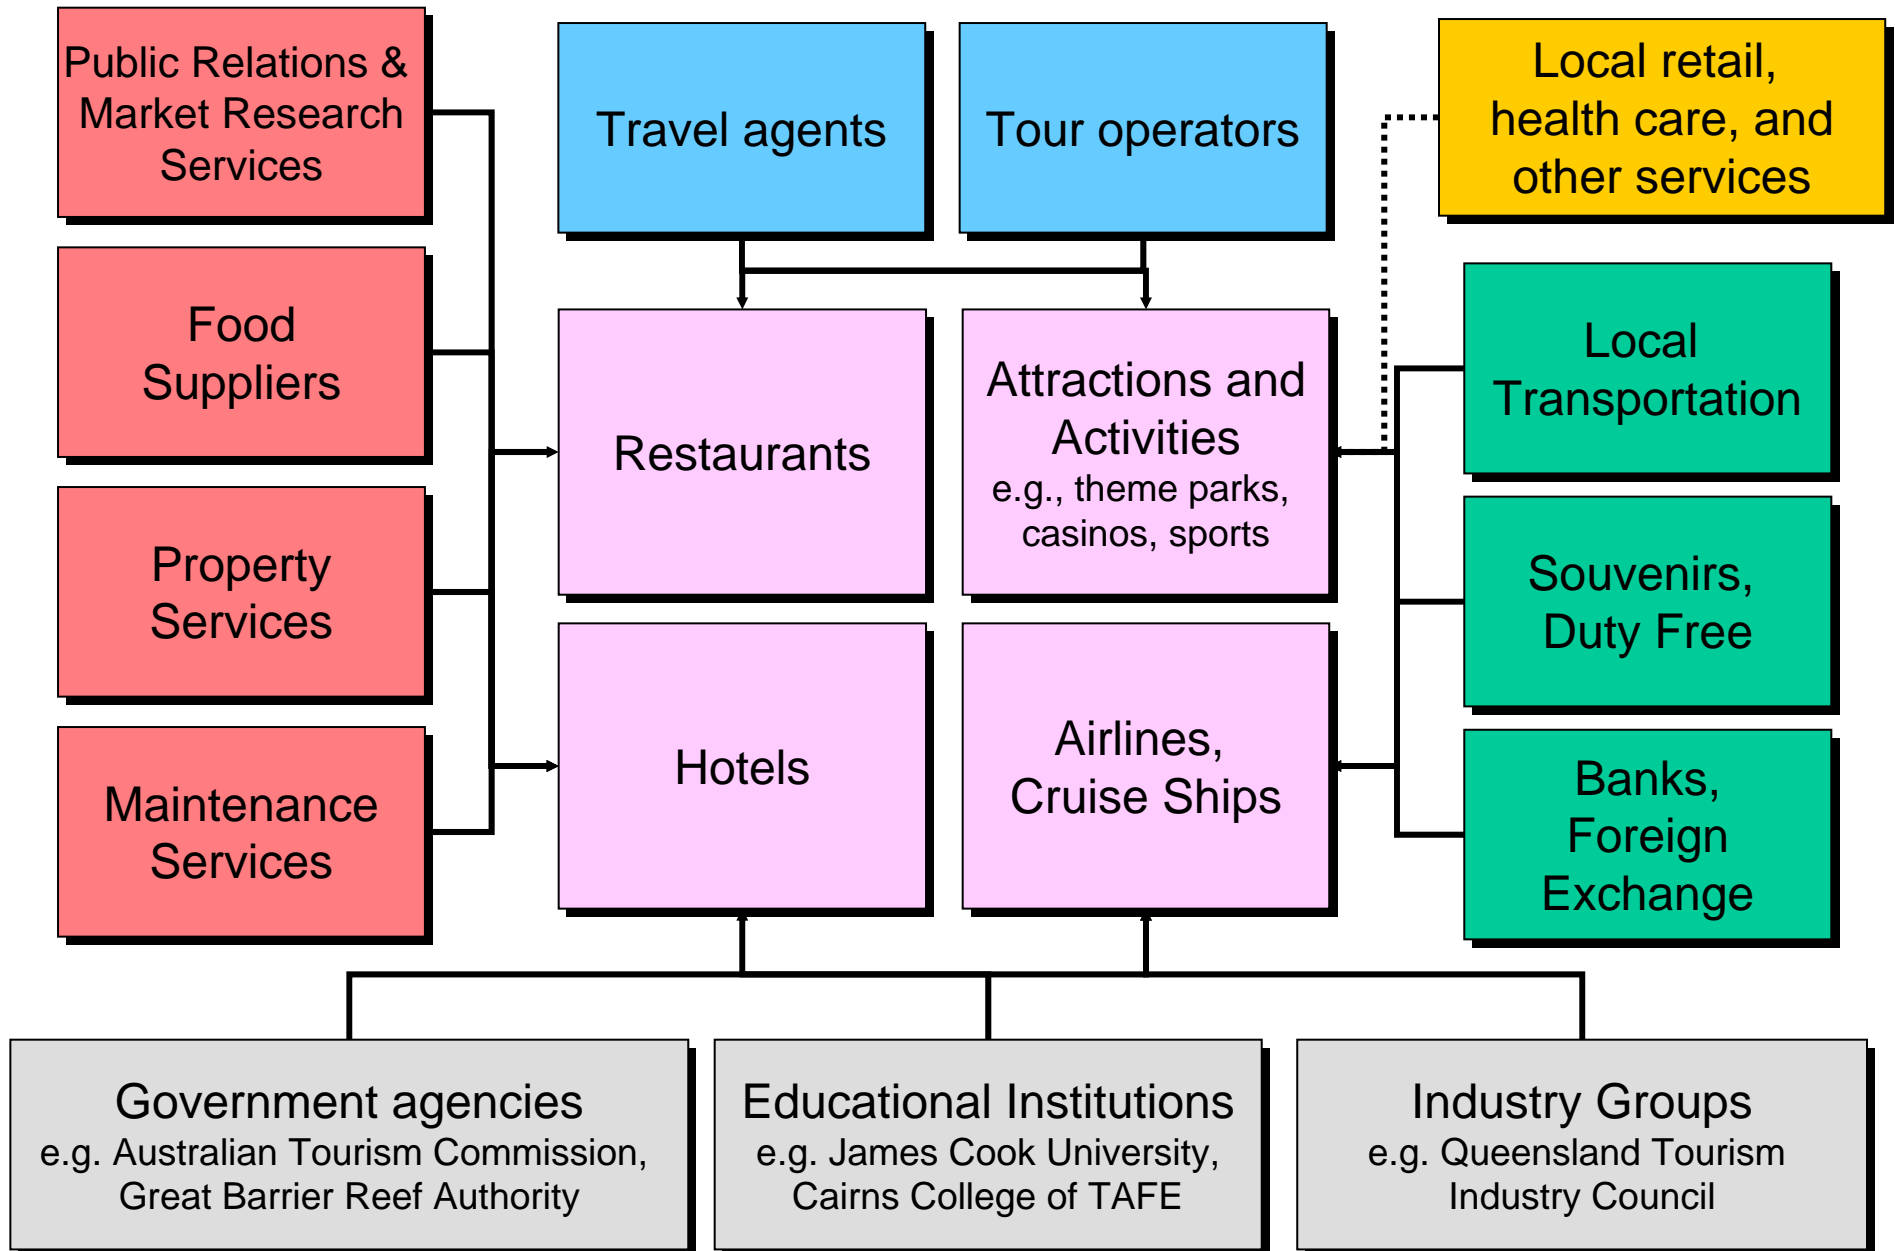 Public Relations &
Market Research
Services
Travel agents
Tour operators
Local retail,
health care, and
other services
Food
Suppliers
Local
Transportation
Restaurants
Attractions and
Activities
e.g., theme parks,
casinos, sports
Property
Services
Souvenirs,
Duty Free
Maintenance
Services
Hotels
Airlines,
Cruise Ships
Banks,
Foreign
Exchange
Government agencies
e.g. Australian Tourism Commission,
Great Barrier Reef Authority
Educational Institutions
e.g. James Cook University,
Cairns College of TAFE
Industry Groups
e.g. Queensland Tourism
Industry Council